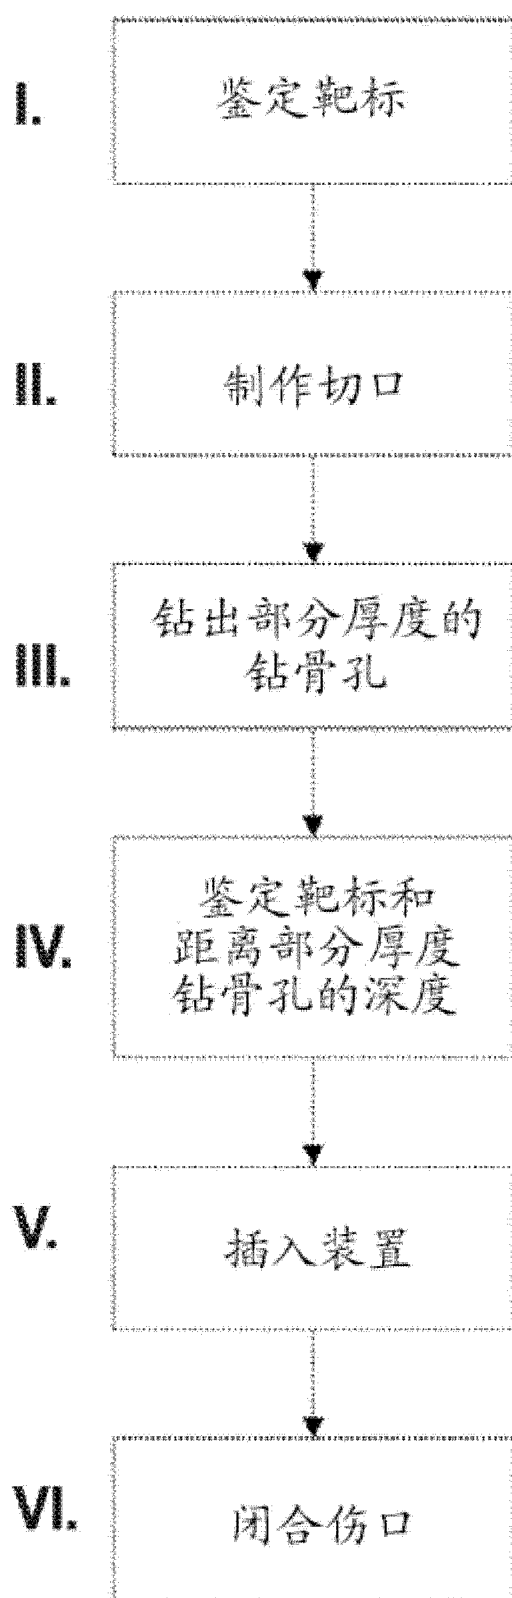 I.
鉴定靶标
II.
制作切口
III.
钻出部分厚度的
钻骨孔
IV.
鉴定靶标和
距离部分厚度
钻骨孔的深度
V.
插入装置
VI.
闭合伤口